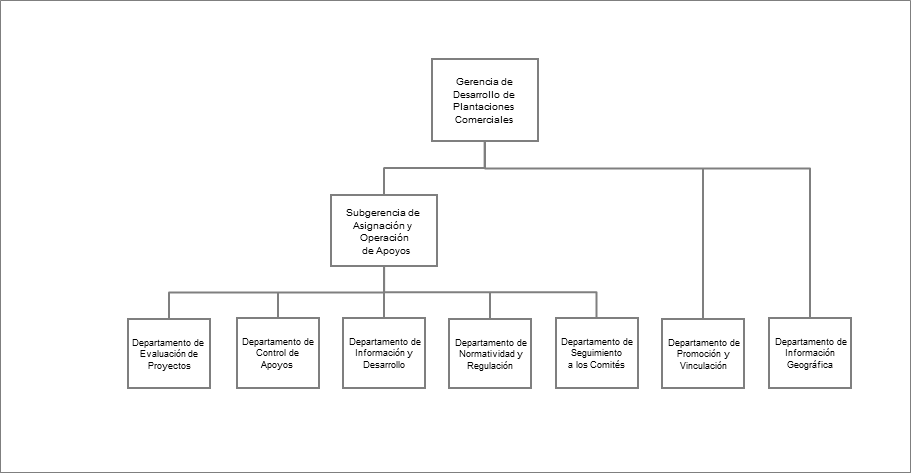 Gerencia de
Desarrollo de
Plantaciones
Comerciales
Subgerencia de
Asignación y
Operación
de Apoyos
Departamento de
Evaluación de
Proyectos
Departamento de
Control de
Apoyos
Departamento de
Información y
Desarrollo
Departamento de
Normatividad y
Regulación
Departamento de
Seguimiento
a los Comités
Departamento de
Promoción y
Vinculación
Departamento de
Información
Geográfica